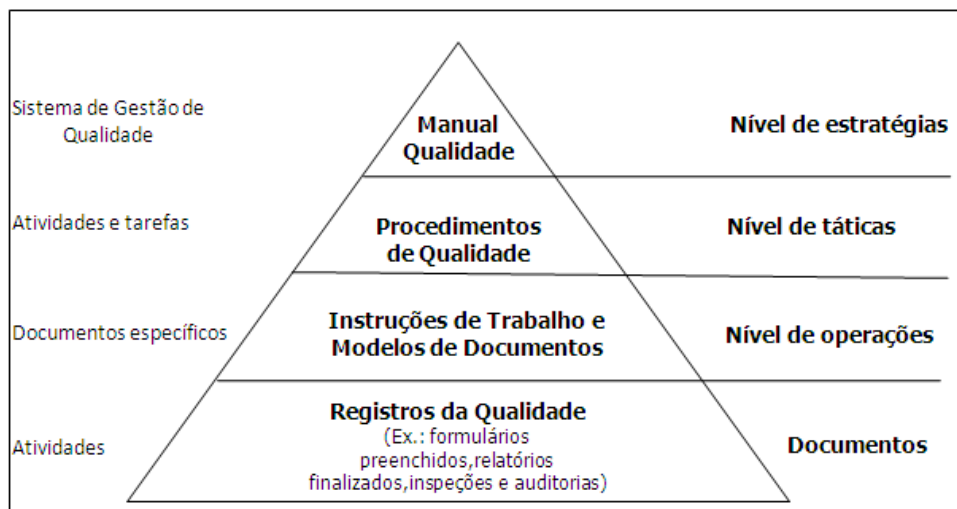 Sistema de Gestão de
Qualidade
Manual
Qualidade
Nível de estratégias
Atividades e tarefas
Procedimentos
de Qualidade
Nível de táticas
Documentos específicos
Instruções de Trabalho e
Modelos de Documentos
Nível de operações
Atividades
Registros da Qualidade
(Ex.: formulários
preenchidos,relatórios
finalizados,inspeções e auditorias)
Documentos